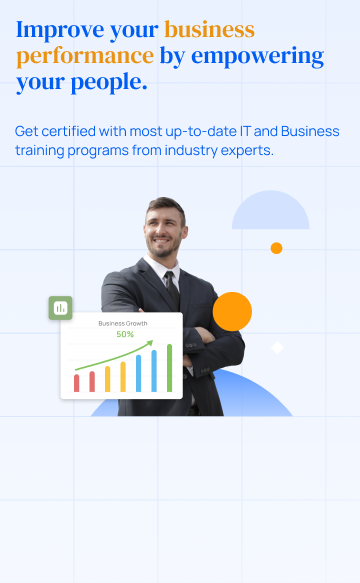 Improve your business
performance by empowering
your people.
Get certified with most up-to-date IT and Business
training programs from industry experts.
Business Growth
50%